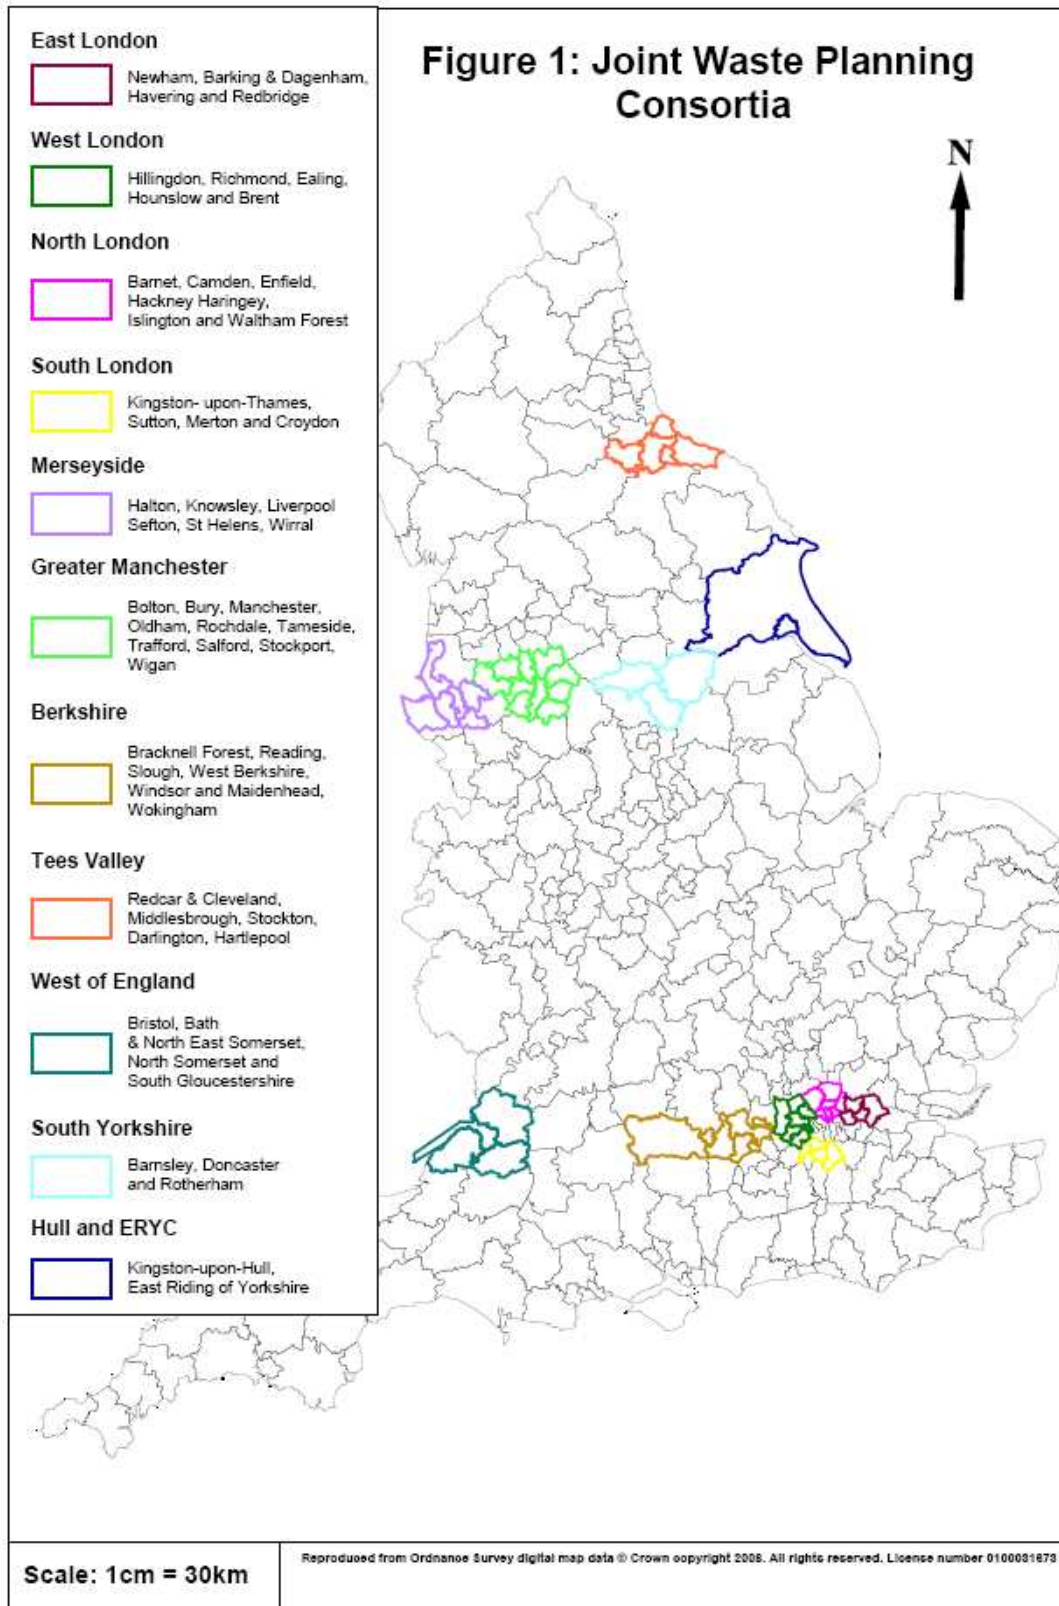 East London
Newham, Barking & Dagenham,
Havering and Redbridge
West London
Hillingdon, Richmond, Ealing,
Hounslow and Brent
North London
Barnet, Camden, Enfield,
Hackney Haringey,
Islington and Waltham Forest
South London
Kingston- upon-Thames,
Sutton, Merton and Croydon
Merseyside
Halton, Knowsley, Liverpool
Sefton, St Helens, Wirral
Greater Manchester
Bolton, Bury, Manchester,
Oldham, Rochdale, Tameside,
Trafford, Salford, Stockport,
Wigan
Berkshire
Bracknell Forest, Reading,
Slough, West Berkshire,
Windsor and Maidenhead,
Wokingham
Tees Valley
Redcar & Cleveland,
Middlesbrough, Stockton,
Darlington, Hartlepool
West of England
Bristol, Bath
& North East Somerset,
North Somerset and
South Gloucestershire
South Yorkshire
Barnsley, Doncaster
and Rotherham
Hull and ERYC
Kingston-upon-Hull,
East Riding of Yorkshire
Figure 1: Joint Waste Planning
Consortia
N
Scale: 1cm = 30km
Reproduced from Ordnance Survey digital map data © Crown copyright 2008. All rights reserved. License number 0100031673